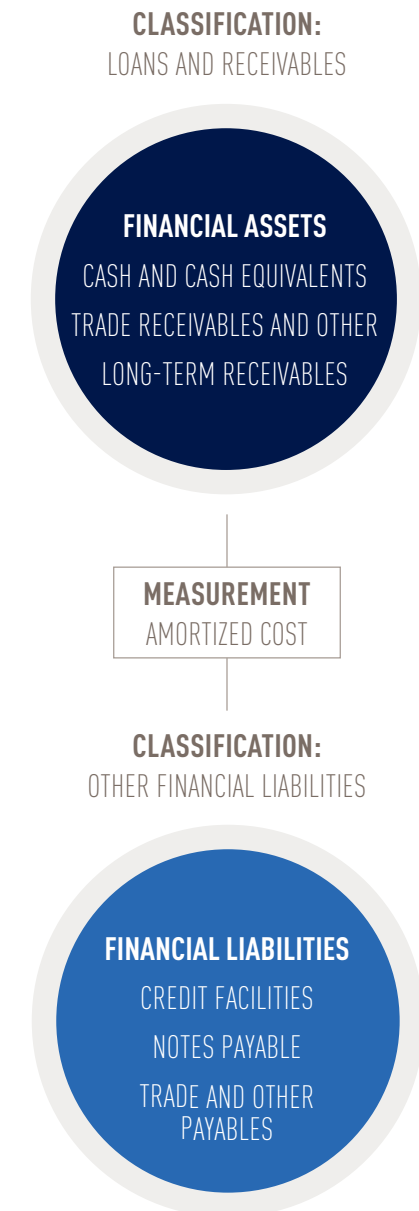 CLASSIFICATION:
LOANS AND RECEIVABLES
FINANCIAL ASSETS
CASH AND CASH EQUIVALENTS
TRADE RECEIVABLES AND OTHER
LONG-TERM RECEIVABLES
MEASUREMENT
AMORTIZED COST
CLASSIFICATION:
OTHER FINANCIAL LIABILITIES
FINANCIAL LIABILITIES
CREDIT FACILITIES
NOTES PAYABLE
TRADE AND OTHER
PAYABLES